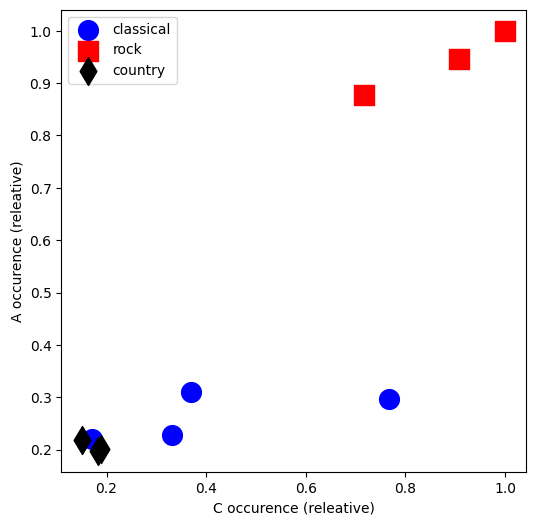 classical
rock
country
1.0
0.9
0.8
0.7
0.6
0.5
0.4
0.3
0.2
A occurence (releative)
0.2 0.4 0.6 0.8 1.0
C occurence (releative)